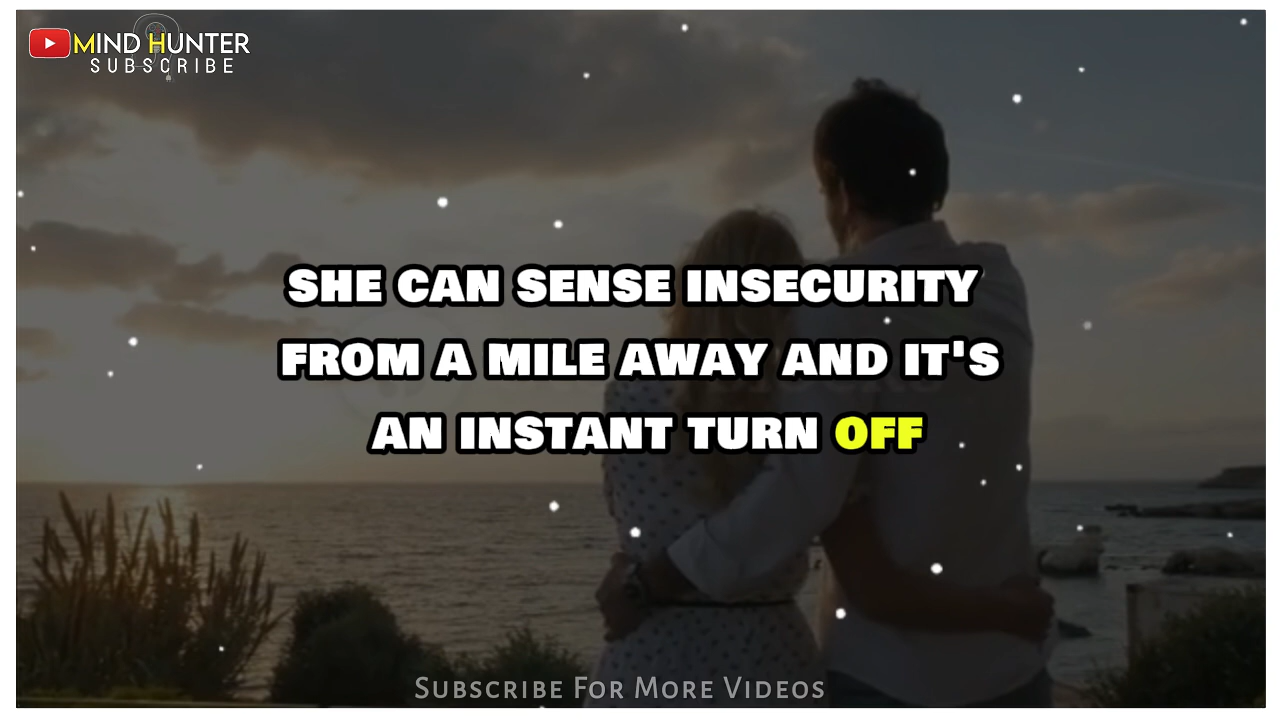 MIND HUNTER
SUBSCRIBE
SHE CAN SENSE INSECURITY
FROM A MILE AWAY AND IT'S
AN INSTANT TURN OFF
SUBSCRIBE FOR MORE VIDEOS